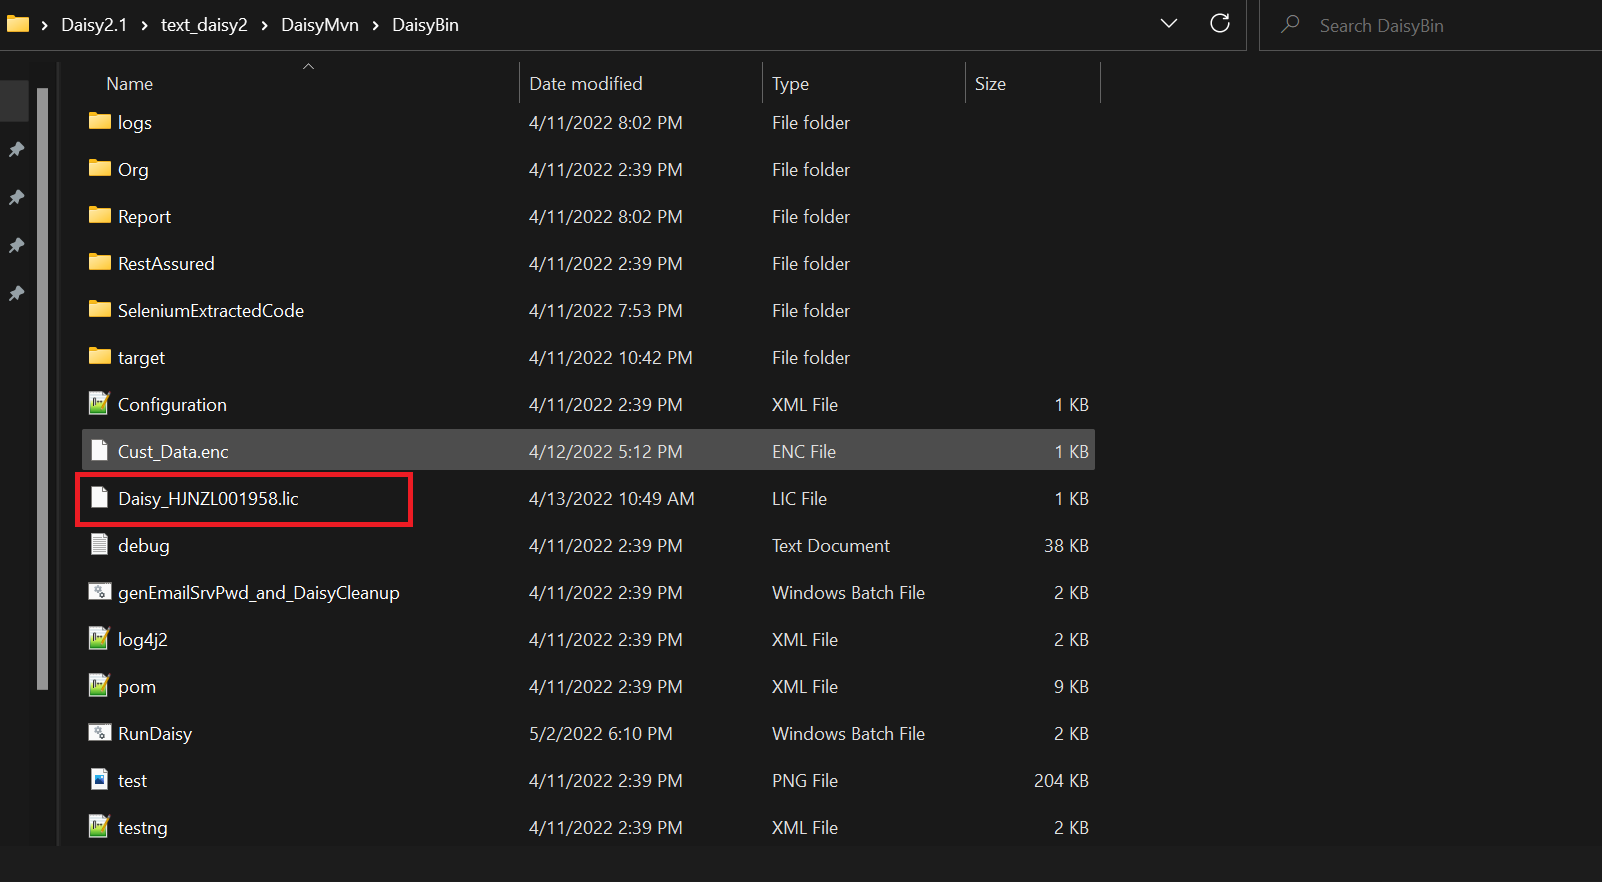 Daisy2.1 › text_daisy2 › DaisyMvn › DaisyBin
Search DaisyBin
Name Date modified Type Size
logs 4/11/2022 8:02 PM File folder
Org 4/11/2022 2:39 PM File folder
Report 4/11/2022 8:02 PM File folder
RestAssured 4/11/2022 2:39 PM File folder
SeleniumExtractedCode 4/11/2022 7:53 PM File folder
target 4/11/2022 10:42 PM File folder
Configuration 4/11/2022 2:39 PM XML File 1 KB
Cust_Data.enc 4/12/2022 5:12 PM ENC File 1 KB
Daisy_HJNZL001958.lic 4/13/2022 10:49 AM LIC File 1 KB
debug 4/11/2022 2:39 PM Text Document 38 KB
genEmailSrvPwd_and_DaisyCleanup 4/11/2022 2:39 PM Windows Batch File 2 KB
log4j2 4/11/2022 2:39 PM XML File 2 KB
pom 4/11/2022 2:39 PM XML File 9 KB
RunDaisy 5/2/2022 6:10 PM Windows Batch File 2 KB
test 4/11/2022 2:39 PM PNG File 204 KB
testng 4/11/2022 2:39 PM XML File 2 KB